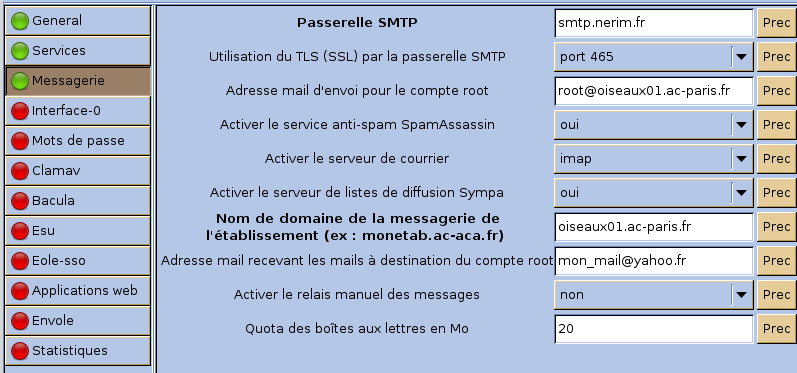 General
Services
Messagerie
Interface-0
Mots de passe
Clamav
Bacula
Esu
Eole-sso
Applications web
Envole
Statistiques
Passerelle SMTP smtp.nerim.fr Prec
Utilisation du TLS (SSL) par la passerelle SMTP port 465 Prec
Adresse mail d'envoi pour le compte root root@oiseaux01.ac-paris.fr Prec
Activer le service anti-spam SpamAssassin oui Prec
Activer le serveur de courrier imap Prec
Activer le serveur de listes de diffusion Sympa oui Prec
Nom de domaine de la messagerie de
l'établissement (ex : monetab.ac-aca.fr) oiseaux01.ac-paris.fr Prec
Adresse mail recevant les mails à destination du compte root mon_mail@yahoo.fr Prec
Activer le relais manuel des messages non Prec
Quota des boîtes aux lettres en Mo 20 Prec